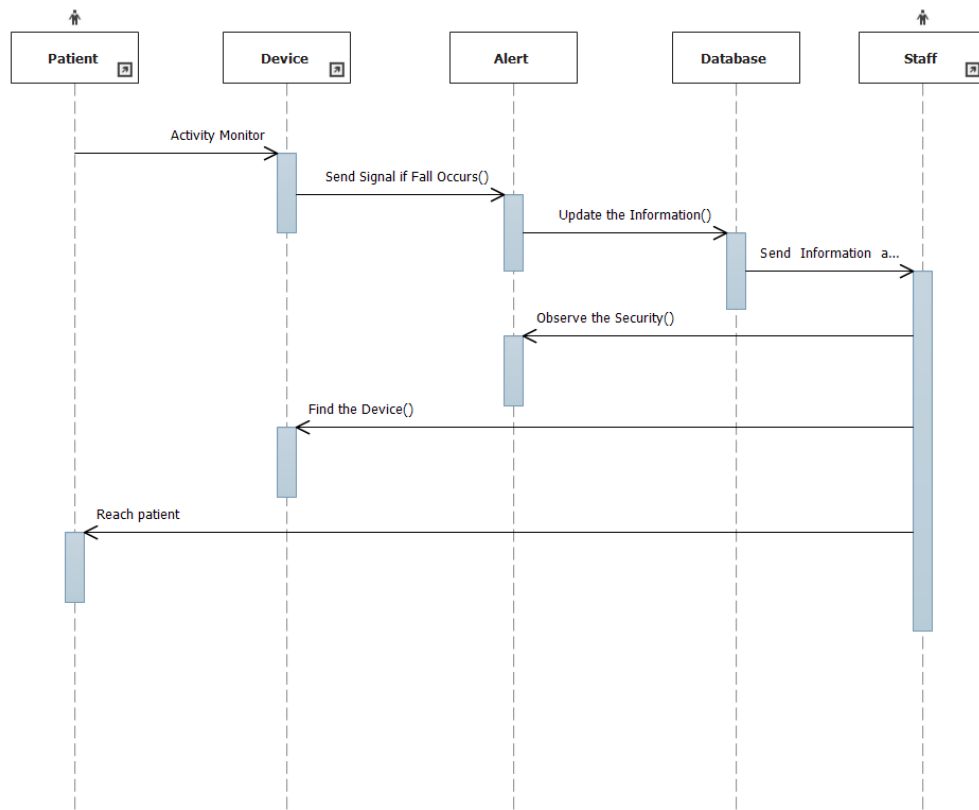 Patient
Device
Alert
Database
Staff
Activity Monitor
Send Signal if Fall Occurs()
Update the Information()
Send Information a...
Observe the Security()
Find the Device()
Reach patient